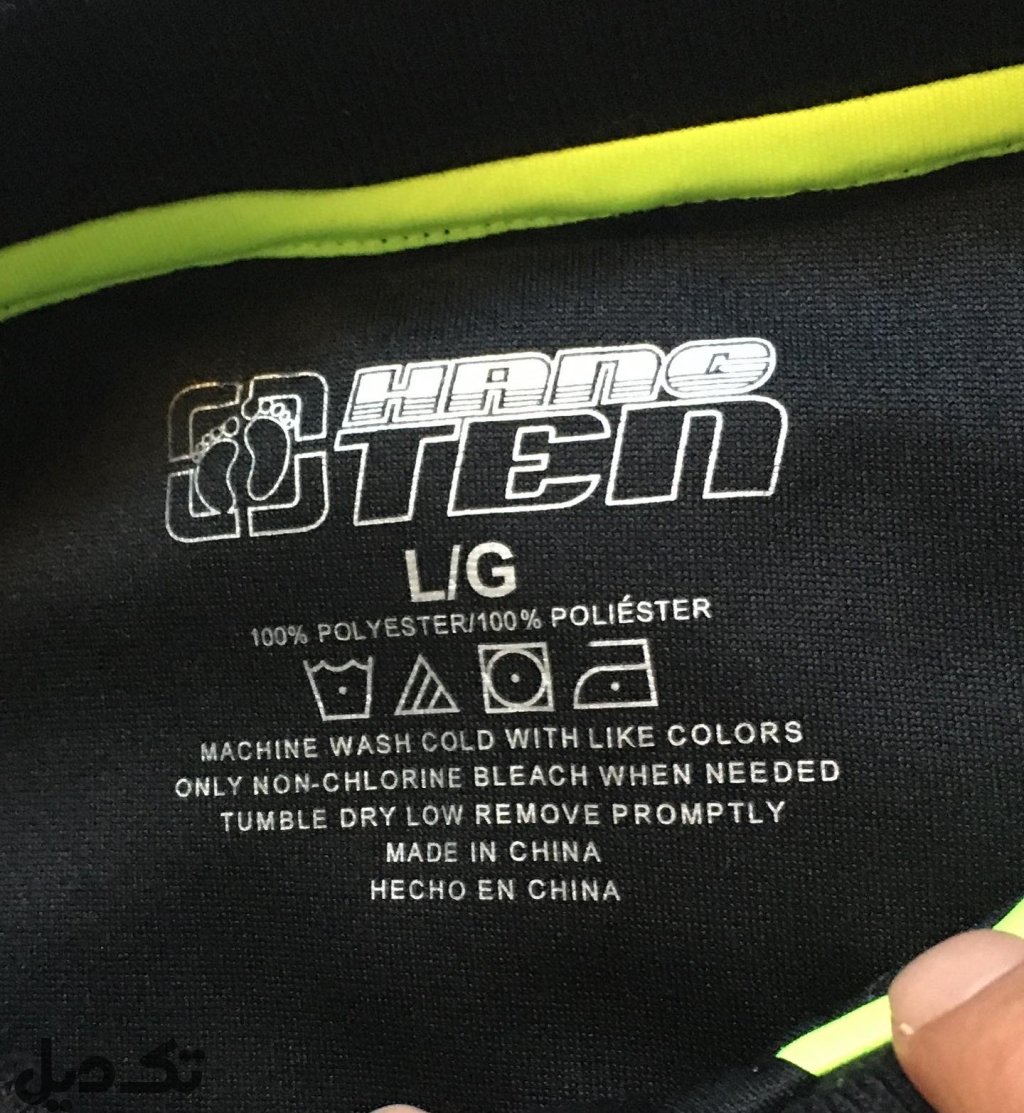 HANG
TEN
L/G
100% POLYESTER/100% POLIÉSTER
MACHINE WASH COLD WITH LIKE COLORS
ONLY NON-CHLORINE BLEACH WHEN NEEDED
TUMBLE DRY LOW REMOVE PROMPTLY
MADE IN CHINA
HECHO EN CHINA
تک دیل